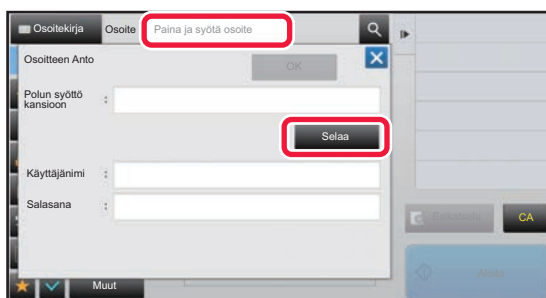 Osoitekirja Osoite Paina ja syötä osoite
Osoitteen Anto OK
Polun syöttö
kansioon :
Selaa
Käyttäjänimi :
Salasana :
CA
Muut